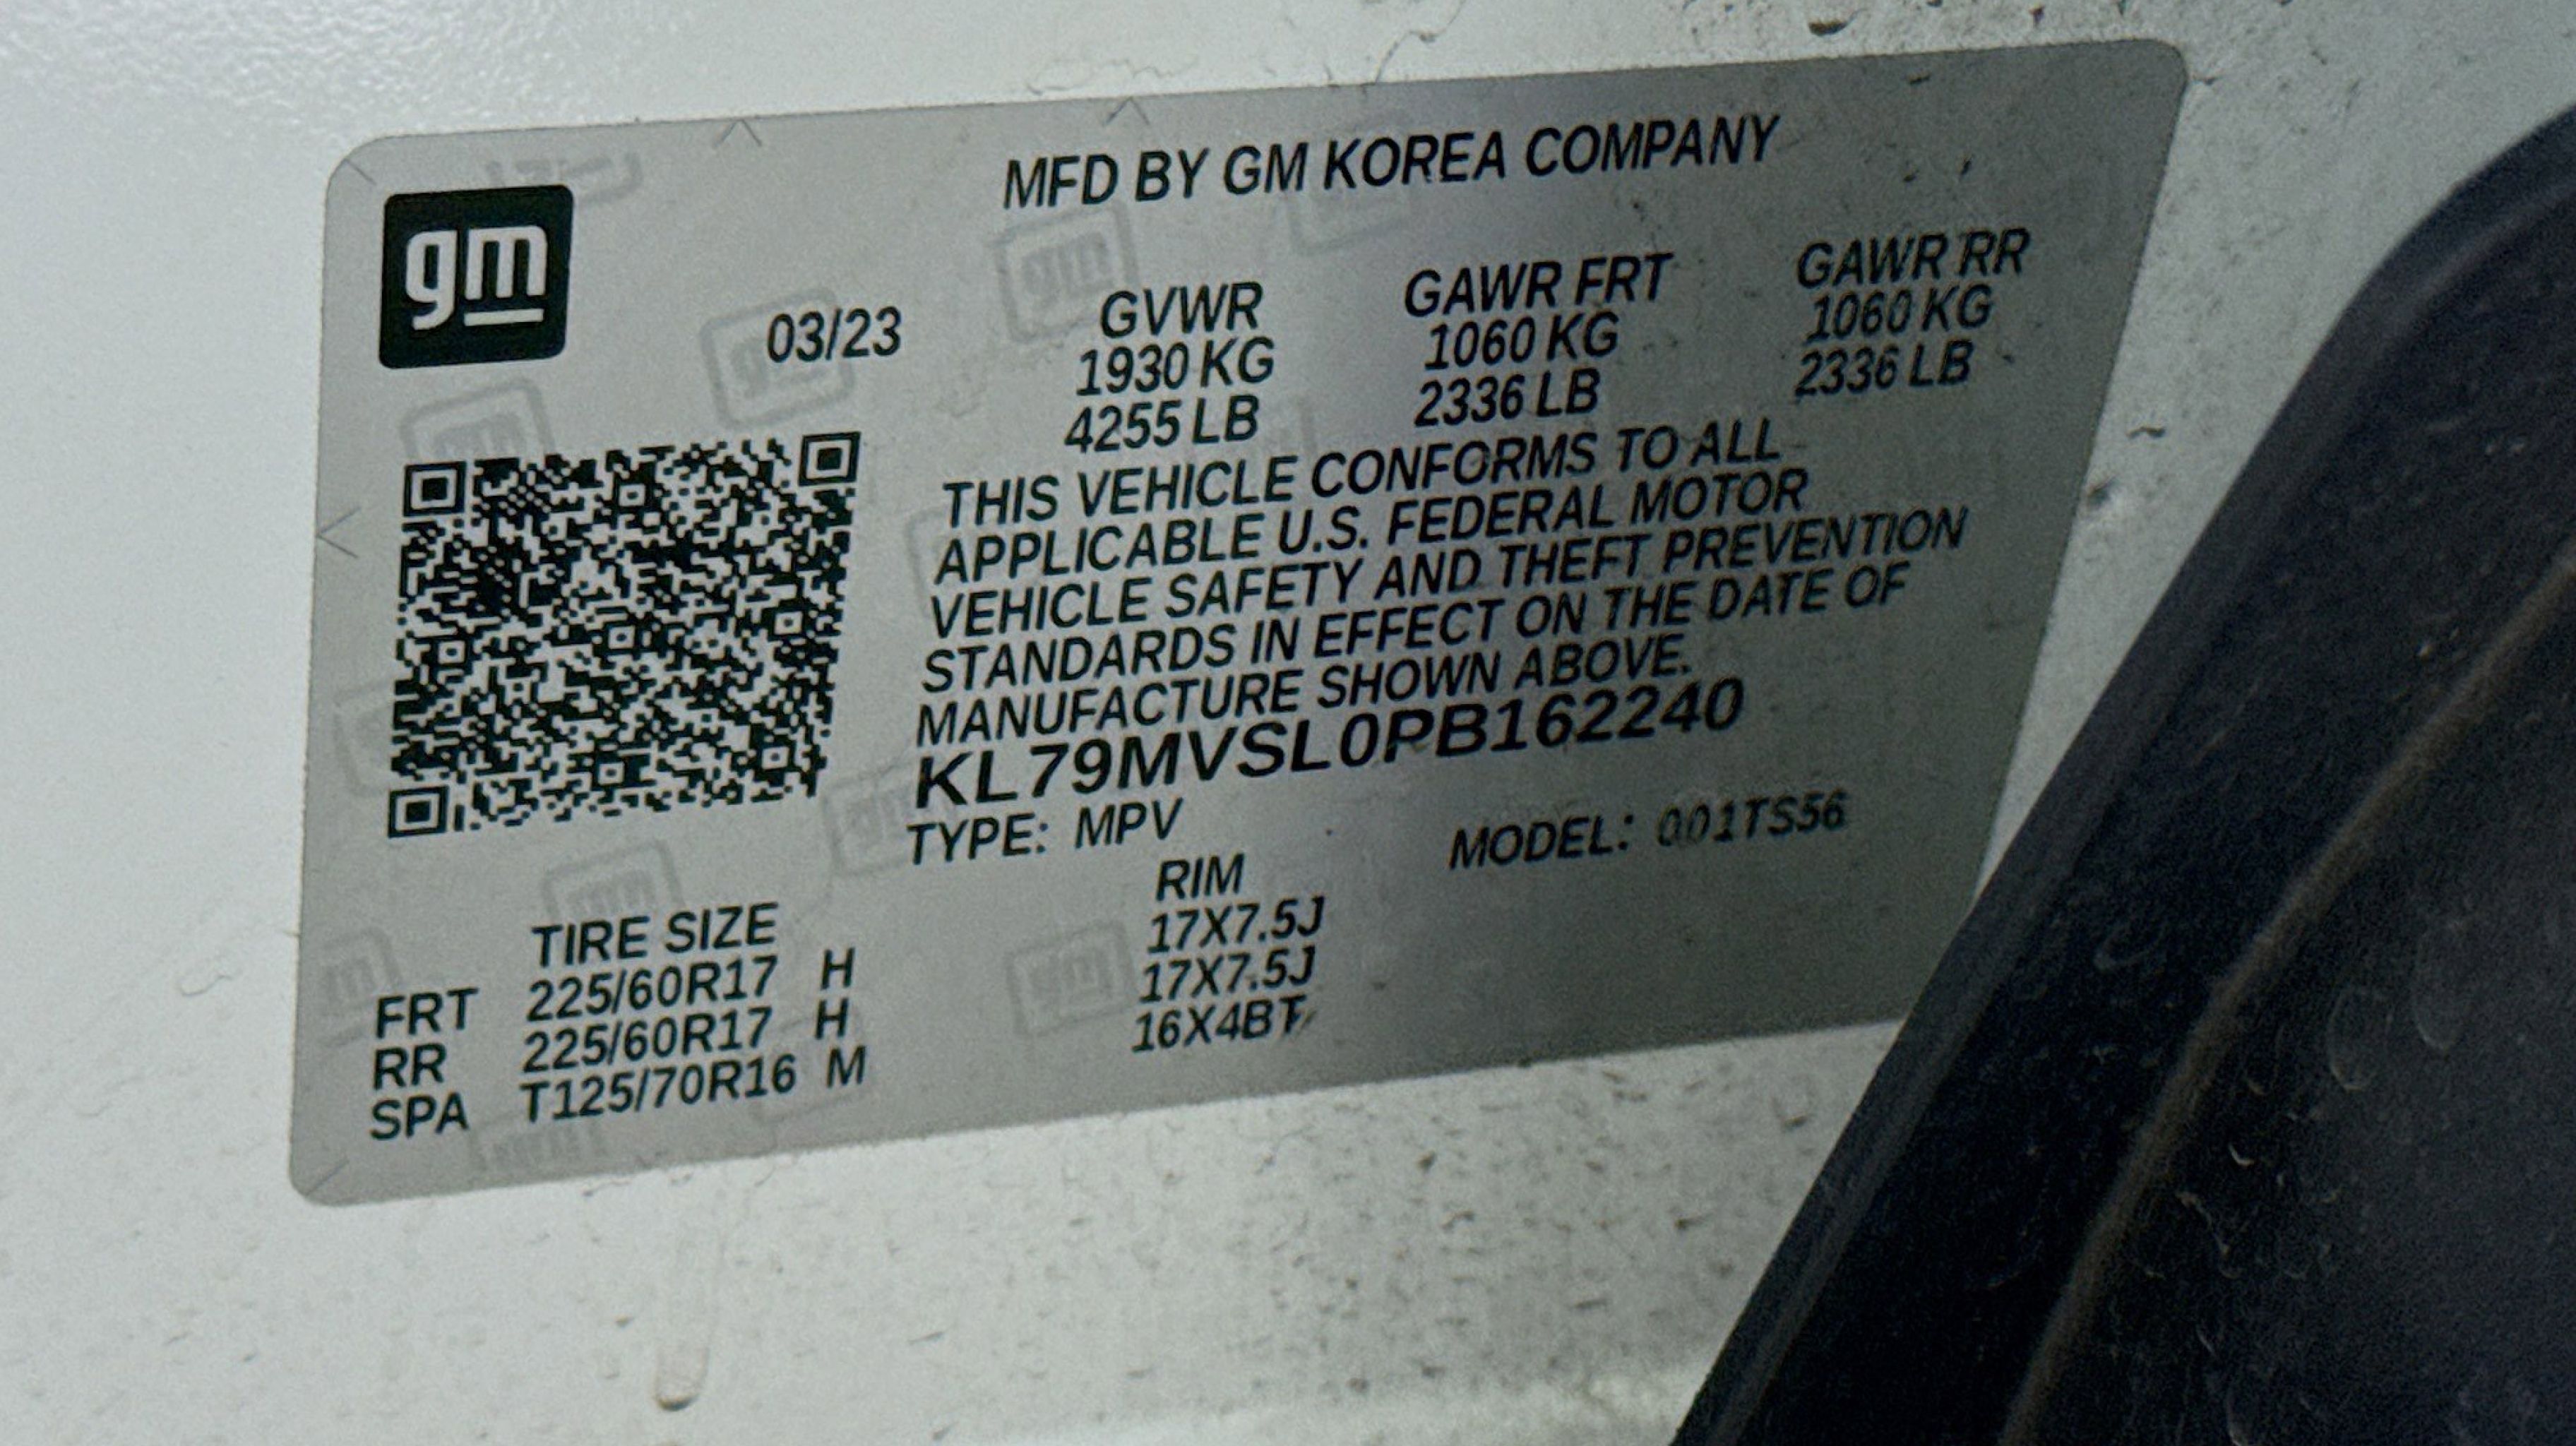 gm
MFD BY GM KOREA COMPANY
03/23 GVWR GAWR FRT GAWR RR
1930 KG 1060 KG 1060 KG
4255 LB 2336 LB 2336 LB
THIS VEHICLE CONFORMS TO ALL
APPLICABLE U.S. FEDERAL MOTOR
VEHICLE SAFETY AND THEFT PREVENTION
STANDARDS IN EFFECT ON THE DATE OF
MANUFACTURE SHOWN ABOVE.
KL79MVSL0PB162240
TYPE: MPV MODEL: 001TS56
TIRE SIZE RIM
FRT 225/60R17 H 17X7.5J
RR 225/60R17 H 17X7.5J
SPA T125/70R16 M 16X4BT